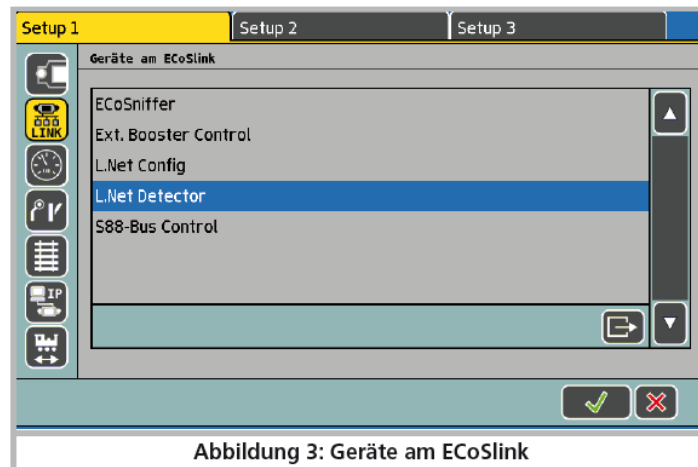 Setup 1
Setup 2
Setup 3
Geräte am ECoSlink
LINK
ECoSniffer
Ext. Booster Control
L.Net Config
L.Net Detector
S88-Bus Control
IP
Abbildung 3: Geräte am ECoSlink